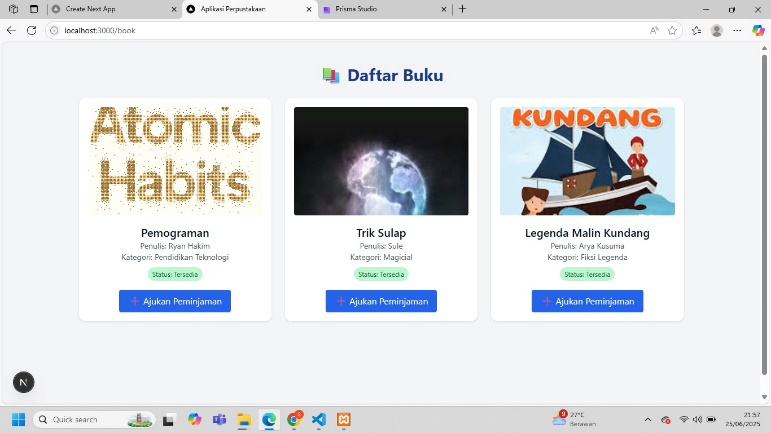 Create Next App
Aplikasi Perpustakaan
Prisma Studio
localhost:3000/book
Daftar Buku
Atomic
Habits
KUNDANG
Pemograman
Penulis: Ryan Hakim
Kategori: Pendidikan Teknologi
Status: Tersedia
Ajukan Peminjaman
Trik Sulap
Penulis: Sule
Kategori: Magicial
Status: Tersedia
Ajukan Peminjaman
Legenda Malin Kundang
Penulis: Arya Kusuma
Kategori: Fiksi Legenda
Status: Tersedia
Ajukan Peminjaman
N
Quick search
9
27°C
Berawan
21:57
25/06/2025